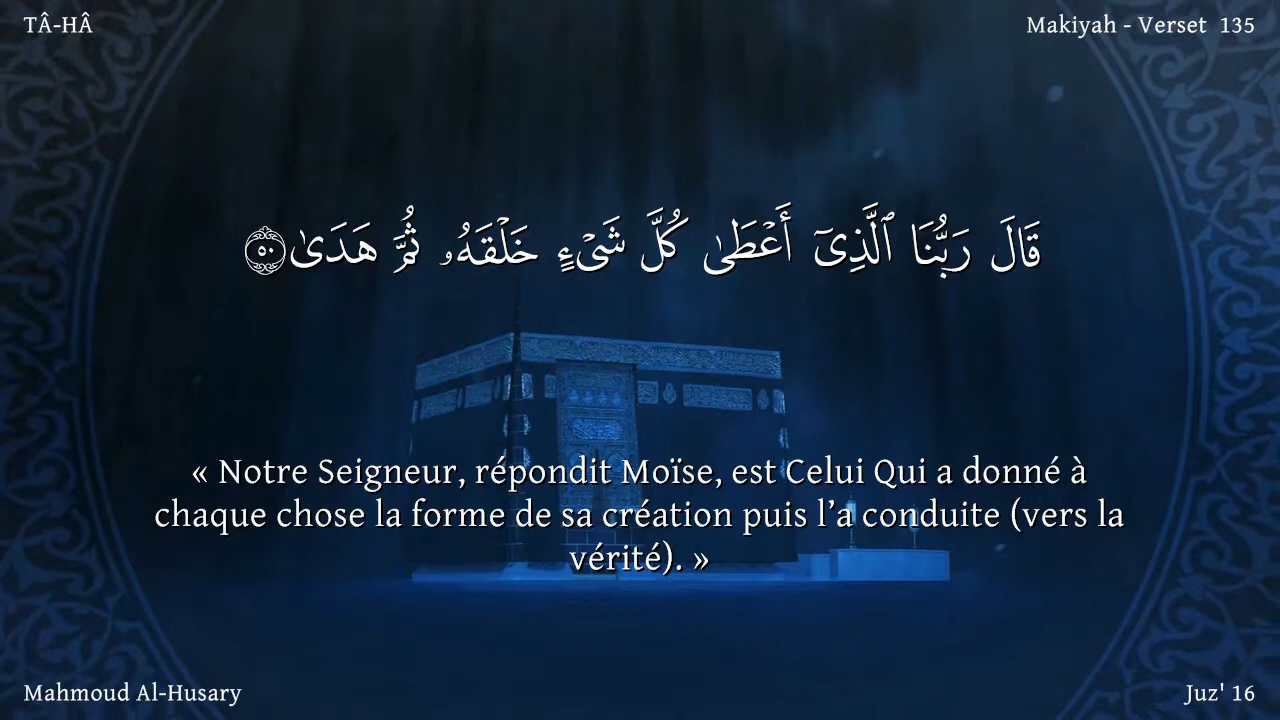 TÂ-HÂ
Makiyah - Verset 135
قَالَ رَبُّنَا ٱلَّذِىٓ أَعْطَىٰ كُلَّ شَىْءٍ خَلْقَهُۥ ثُمَّ هَدَىٰ ٥٠
« Notre Seigneur, répondit Moïse, est Celui Qui a donné à
chaque chose la forme de sa création puis l’a conduite (vers la
vérité). »
Mahmoud Al-Husary
Juz' 16